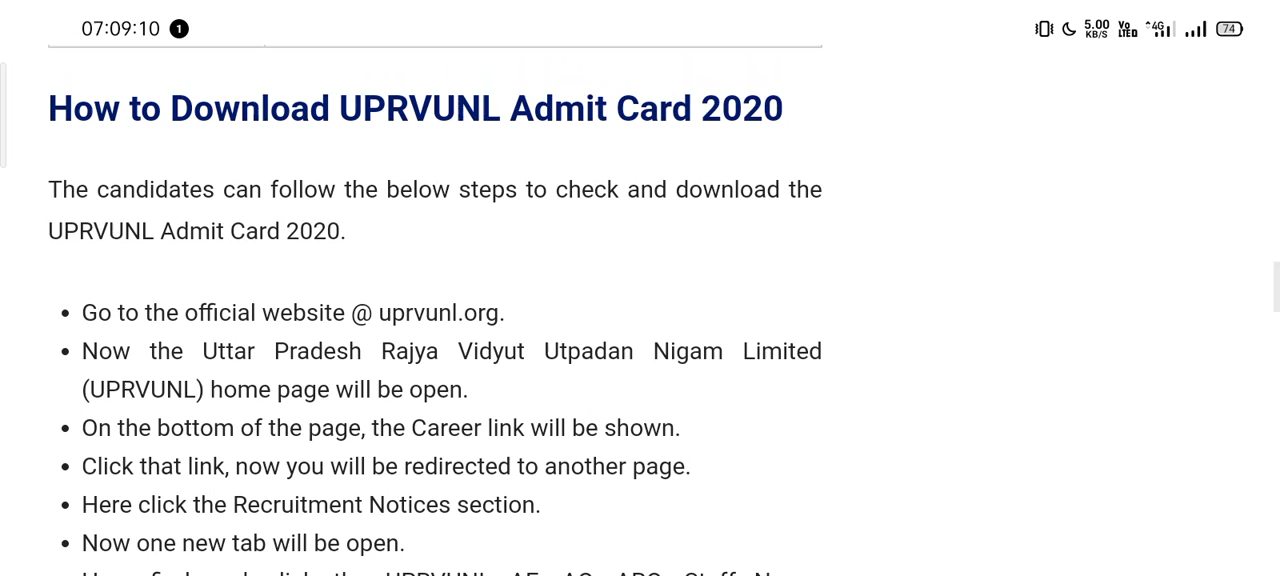 07:09:10 1 5.00 KB/S Vo LTED 4G 74
How to Download UPRVUNL Admit Card 2020
The candidates can follow the below steps to check and download the
UPRVUNL Admit Card 2020.
• Go to the official website @ uprvunl.org.
• Now the Uttar Pradesh Rajya Vidyut Utpadan Nigam Limited
(UPRVUNL) home page will be open.
• On the bottom of the page, the Career link will be shown.
• Click that link, now you will be redirected to another page.
• Here click the Recruitment Notices section.
• Now one new tab will be open.